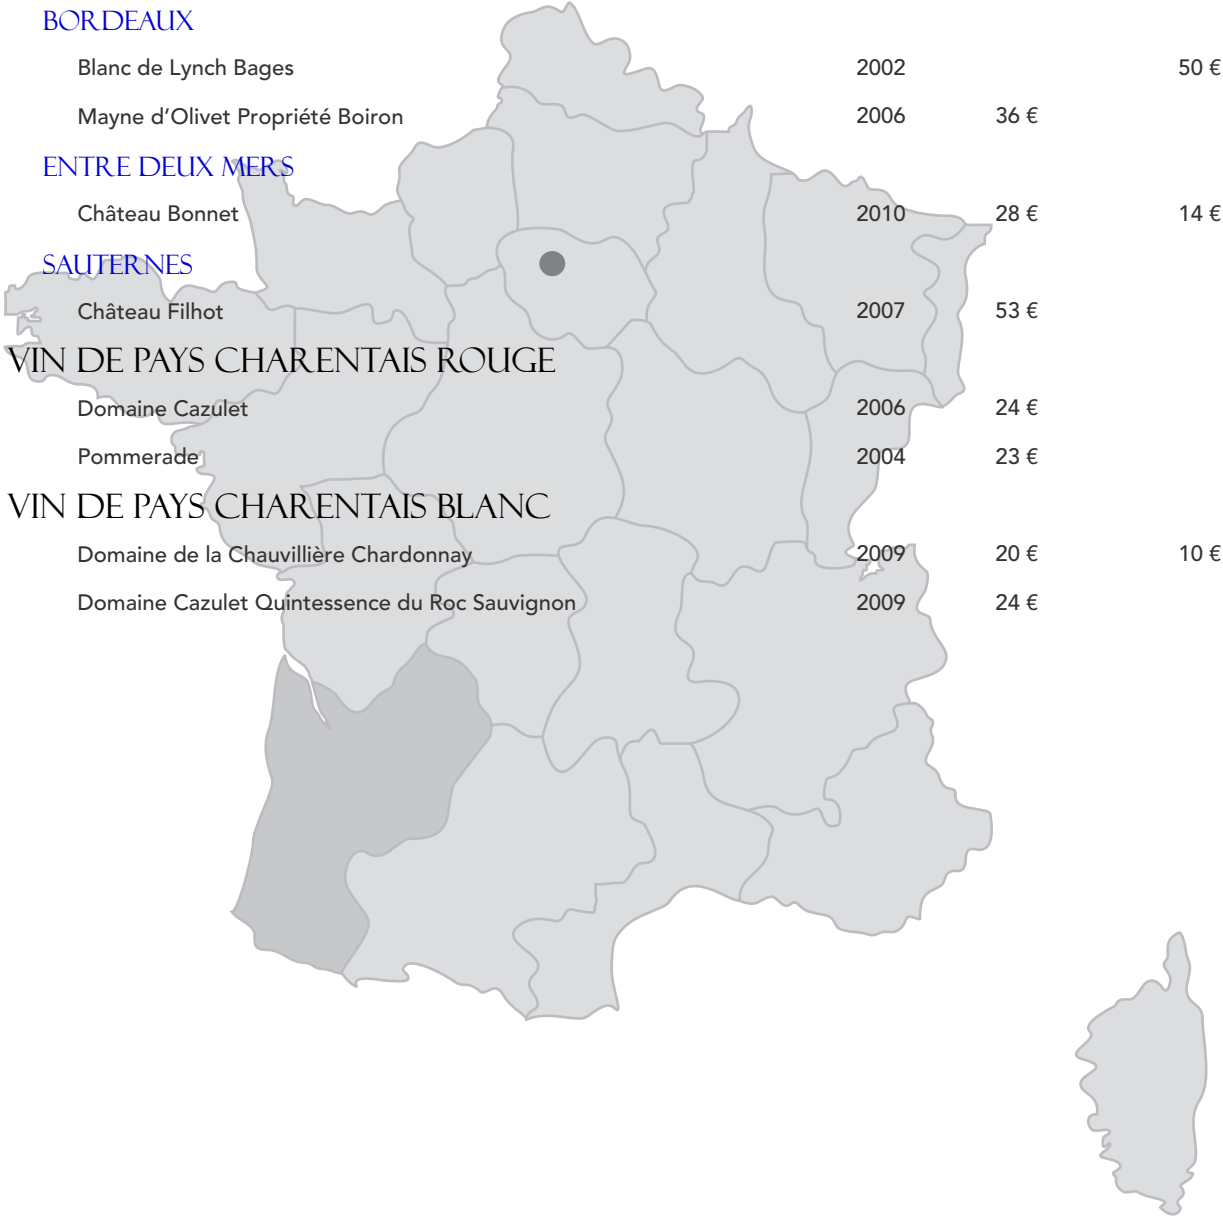 BORDEAUX
Blanc de Lynch Bages 2002 50 €
Mayne d’Olivet Propriété Boiron 2006 36 €
ENTRE DEUX MERS
Château Bonnet 2010 28 € 14 €
SAUTERNES
Château Filhot 2007 53 €
VIN DE PAYS CHARENTAIS ROUGE
Domaine Cazulet 2006 24 €
Pommerade 2004 23 €
VIN DE PAYS CHARENTAIS BLANC
Domaine de la Chauvillière Chardonnay 2009 20 € 10 €
Domaine Cazulet Quintessence du Roc Sauvignon 2009 24 €